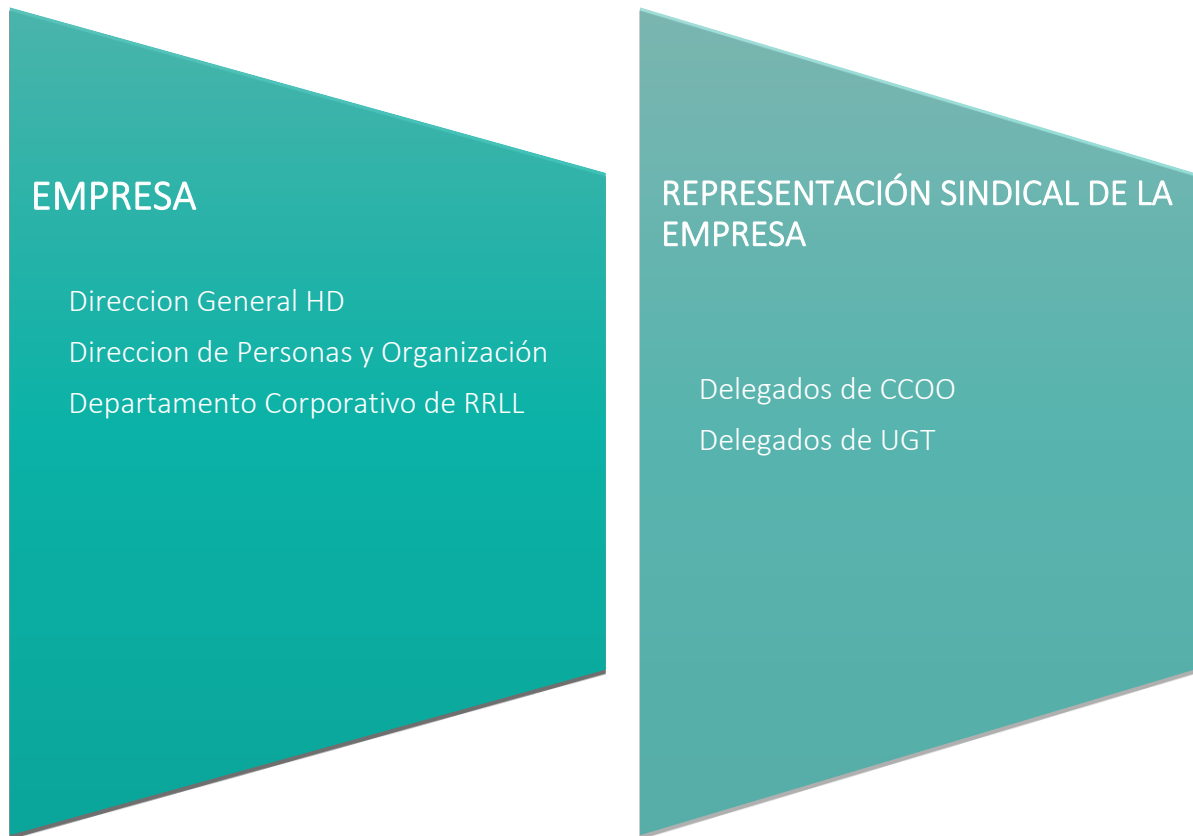 EMPRESA
Direccion General HD
Direccion de Personas y Organización
Departamento Corporativo de RRLL
REPRESENTACIÓN SINDICAL DE LA
EMPRESA
Delegados de CCOO
Delegados de UGT